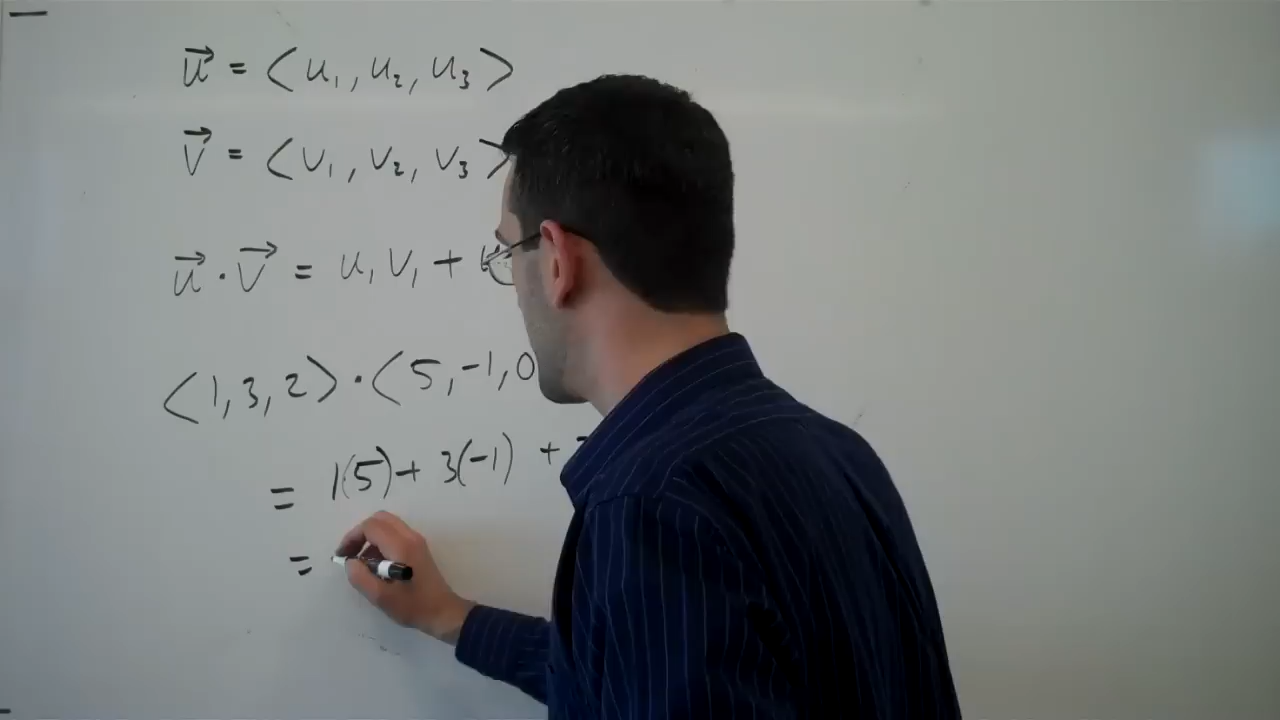 u⃗ = <u₁, u₂, u₃>
v⃗ = <v₁, v₂, v₃>
u⃗ · v⃗ = u₁v₁ +
<1, 3, 2> · <5, -1, 0
= 1(5) + 3(-1) +
=